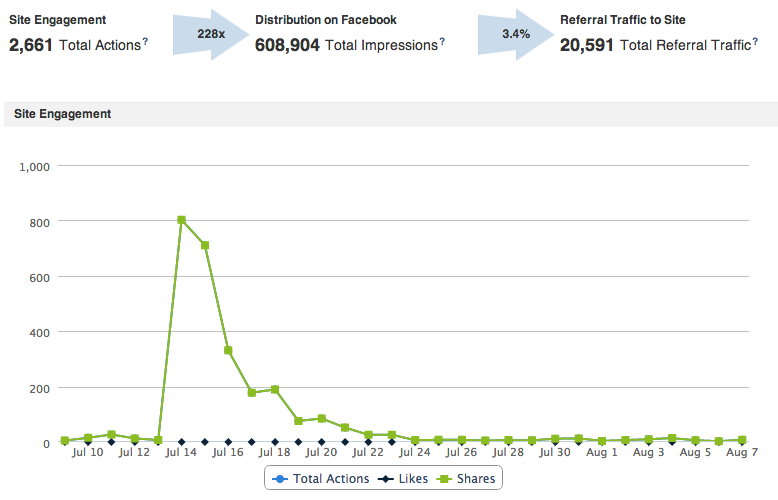 Site Engagement
2,661 Total Actions?
228x
Distribution on Facebook
608,904 Total Impressions?
3.4%
Referral Traffic to Site
20,591 Total Referral Traffic?
Site Engagement
1,000
800
600
400
200
0
Jul 10 Jul 12 Jul 14 Jul 16 Jul 18 Jul 20 Jul 22 Jul 24 Jul 26 Jul 28 Jul 30 Aug 1 Aug 3 Aug 5 Aug 7
Total Actions Likes Shares